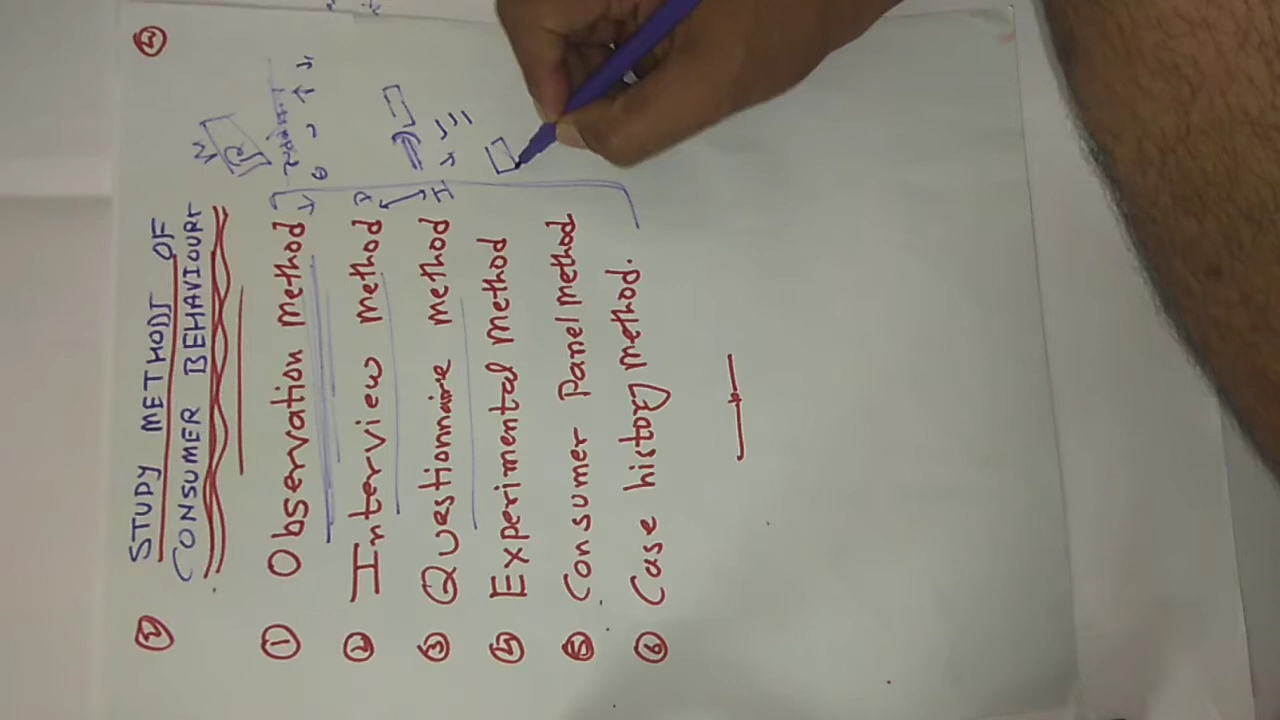 STUDY METHODS OF
CONSUMER BEHAVIOURT
① Observation Method
② Interview Method
③ Questionnaire Method
④ Experimental Method
⑤ Consumer Panel method
⑥ Case history method.